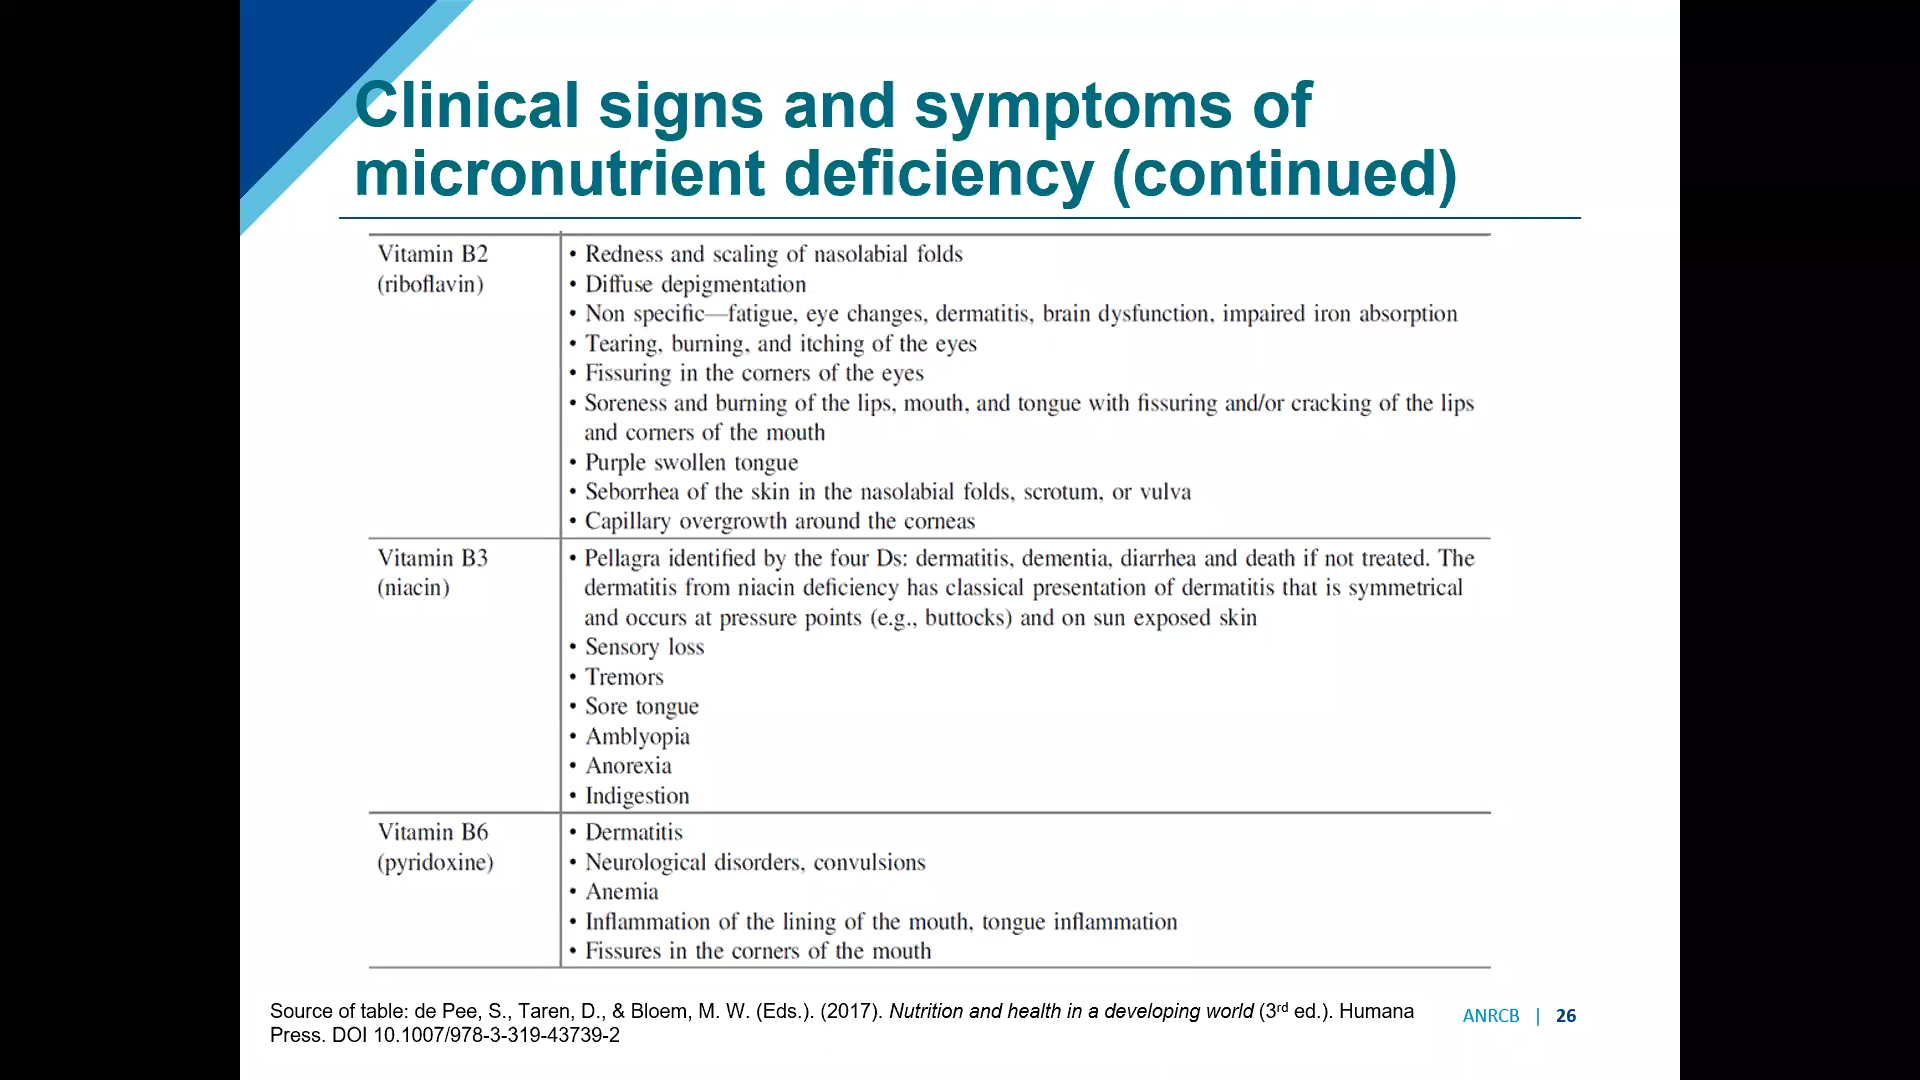 Clinical signs and symptoms of
micronutrient deficiency (continued)
Vitamin B2
(riboflavin)
• Redness and scaling of nasolabial folds
• Diffuse depigmentation
• Non specific—fatigue, eye changes, dermatitis, brain dysfunction, impaired iron absorption
• Tearing, burning, and itching of the eyes
• Fissuring in the corners of the eyes
• Soreness and burning of the lips, mouth, and tongue with fissuring and/or cracking of the lips
and corners of the mouth
• Purple swollen tongue
• Seborrhea of the skin in the nasolabial folds, scrotum, or vulva
• Capillary overgrowth around the corneas
Vitamin B3
(niacin)
• Pellagra identified by the four Ds: dermatitis, dementia, diarrhea and death if not treated. The
dermatitis from niacin deficiency has classical presentation of dermatitis that is symmetrical
and occurs at pressure points (e.g., buttocks) and on sun exposed skin
• Sensory loss
• Tremors
• Sore tongue
• Amblyopia
• Anorexia
• Indigestion
Vitamin B6
(pyridoxine)
• Dermatitis
• Neurological disorders, convulsions
• Anemia
• Inflammation of the lining of the mouth, tongue inflammation
• Fissures in the corners of the mouth
Source of table: de Pee, S., Taren, D., & Bloem, M. W. (Eds.). (2017). Nutrition and health in a developing world (3rd ed.). Humana
Press. DOI 10.1007/978-3-319-43739-2
ANRCB | 26